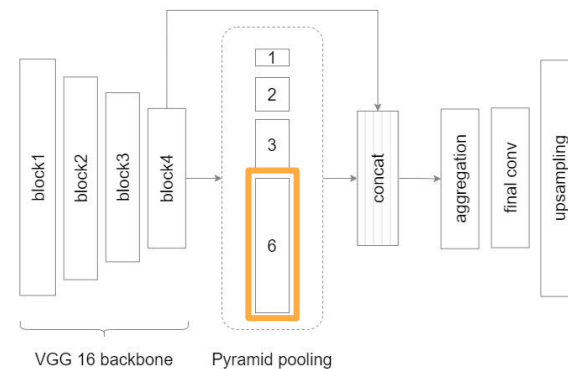 block1
block2
block3
block4
1
2
3
6
concat
aggregation
final conv
upsampling
VGG 16 backbone
Pyramid pooling